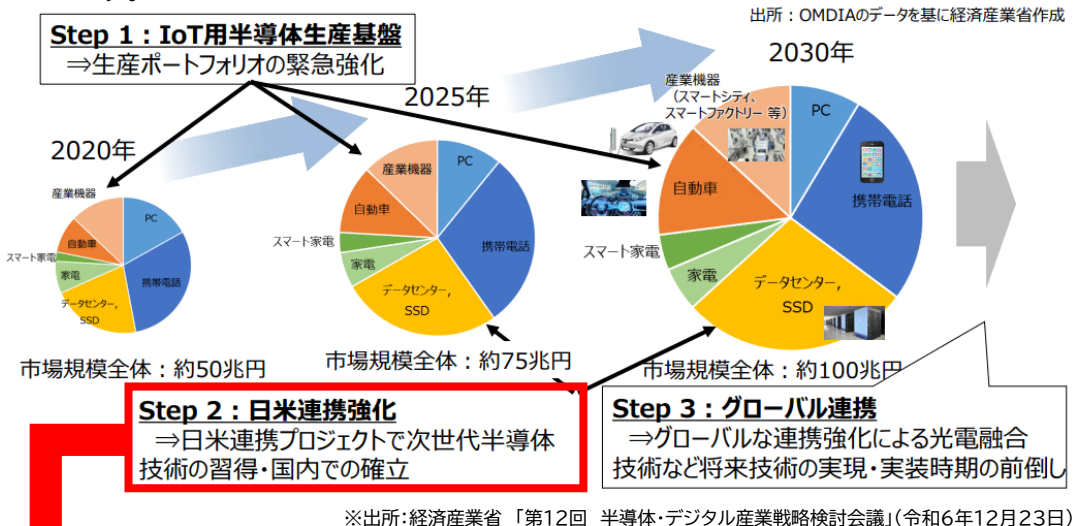 出所：OMDIAのデータを基に経済産業省作成
Step 1：IoT用半導体生産基盤
⇒生産ポートフォリオの緊急強化
2020年
産業機器
PC
自動車
スマート家電
家電
携帯電話
データセンター,
SSD
市場規模全体：約50兆円
2025年
産業機器
PC
自動車
スマート家電
家電
携帯電話
データセンター,
SSD
市場規模全体：約75兆円
2030年
産業機器
（スマートシティ、
スマートファクトリー 等）
PC
自動車
スマート家電
家電
携帯電話
データセンター,
SSD
市場規模全体：約100兆円
Step 2：日米連携強化
⇒日米連携プロジェクトで次世代半導体
技術の習得・国内での確立
Step 3：グローバル連携
⇒グローバルな連携強化による光電融合
技術など将来技術の実現・実装時期の前倒し
※出所:経済産業省 「第12回 半導体・デジタル産業戦略検討会議」(令和6年12月23日)